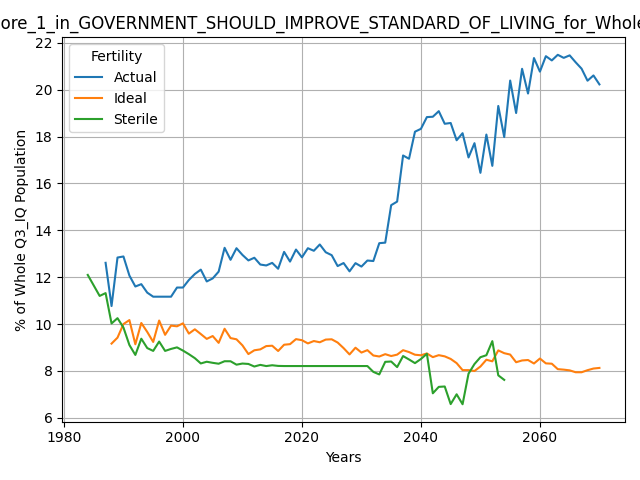 ore_1_in_GOVERNMENT_SHOULD_IMPROVE_STANDARD_OF_LIVING_for_Whole
Fertility
Actual
Ideal
Sterile
% of Whole Q3_IQ Population
22
20
18
16
14
12
10
8
6
1980
2000
2020
2040
2060
Years